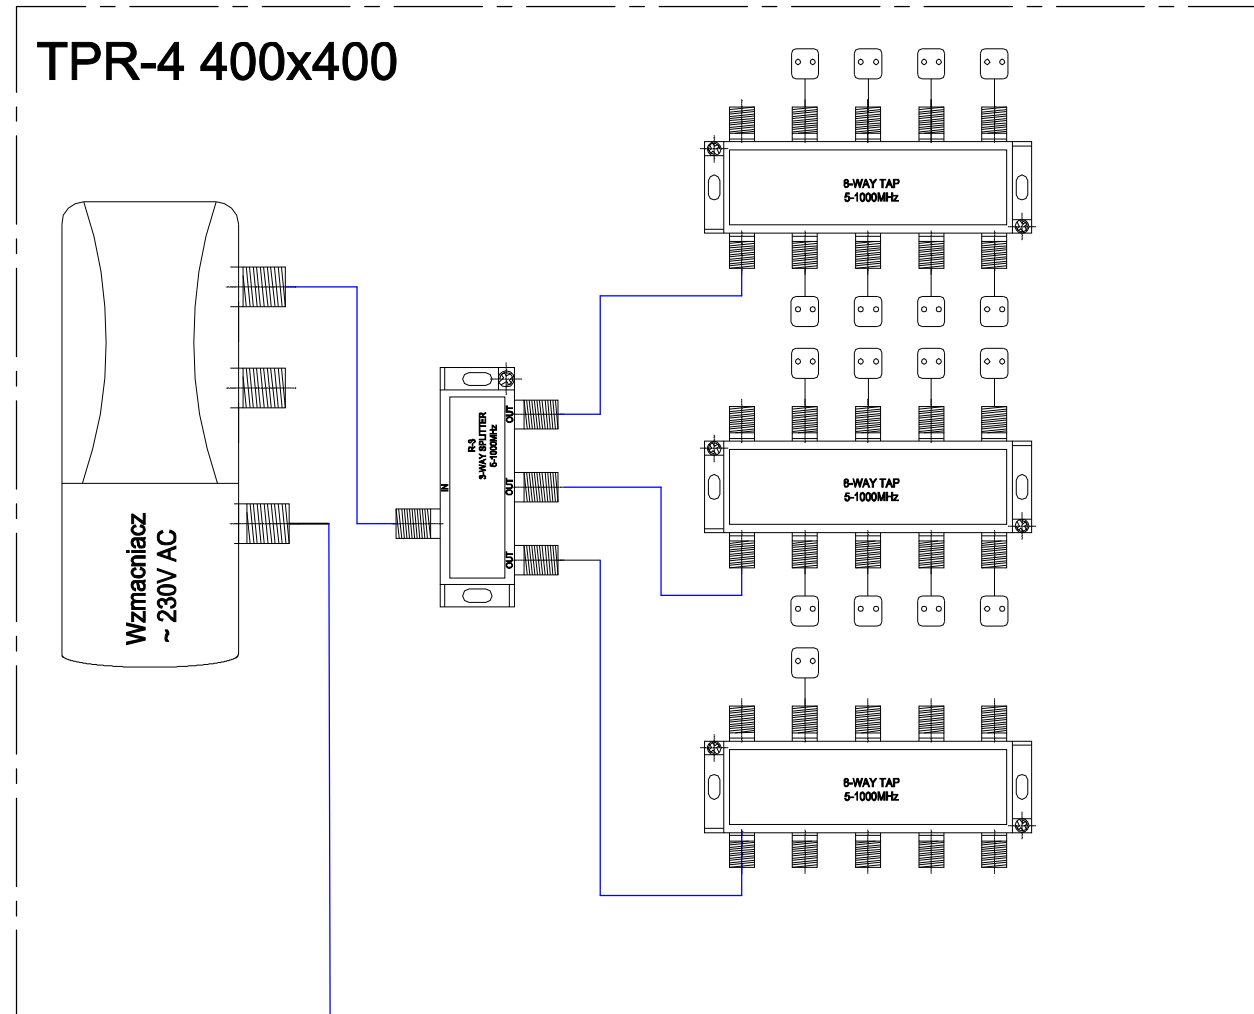 TPR-4 400x400
8-WAY TAP
5-1000MHz
OUT
R-3
3-WAY SPLITTER
5-1000MHz
IN
OUT
OUT
8-WAY TAP
5-1000MHz
Wzmacniacz
~ 230V AC
8-WAY TAP
5-1000MHz